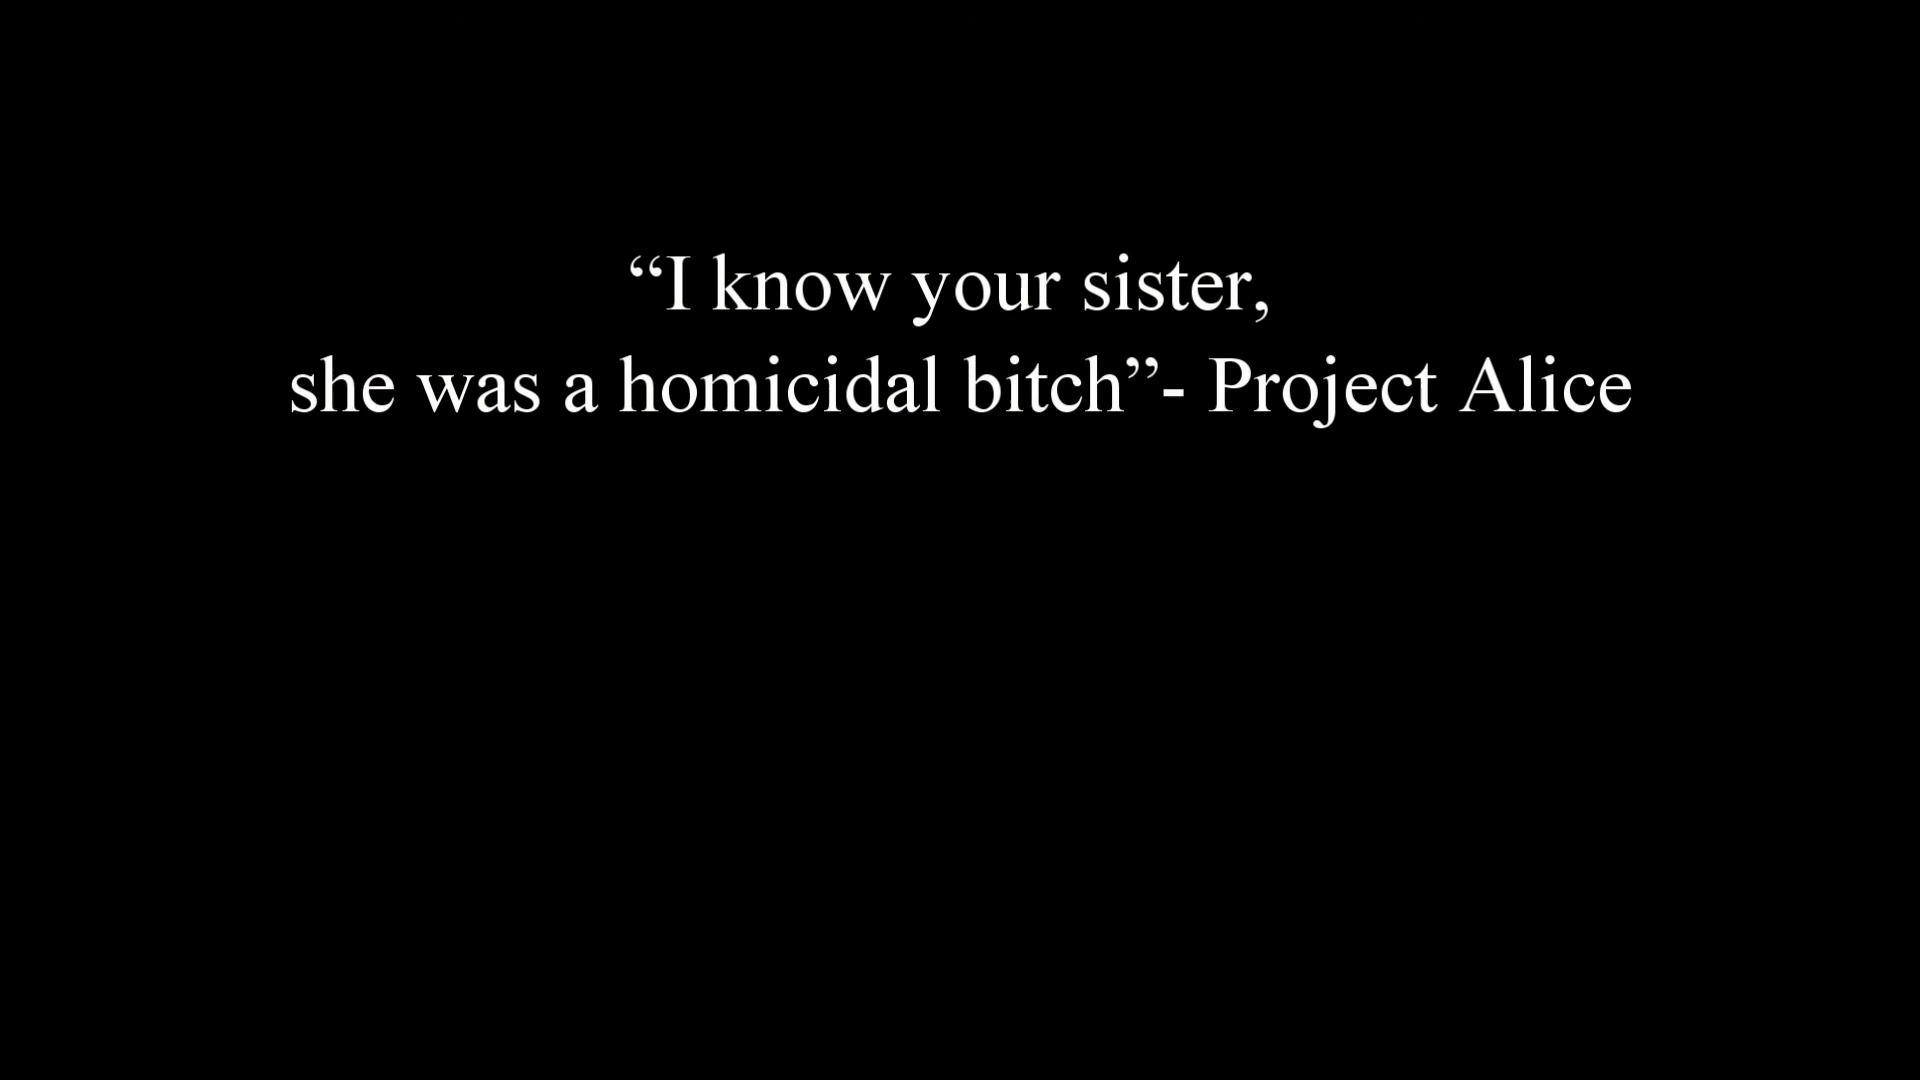 “I know your sister,
she was a homicidal bitch”- Project Alice